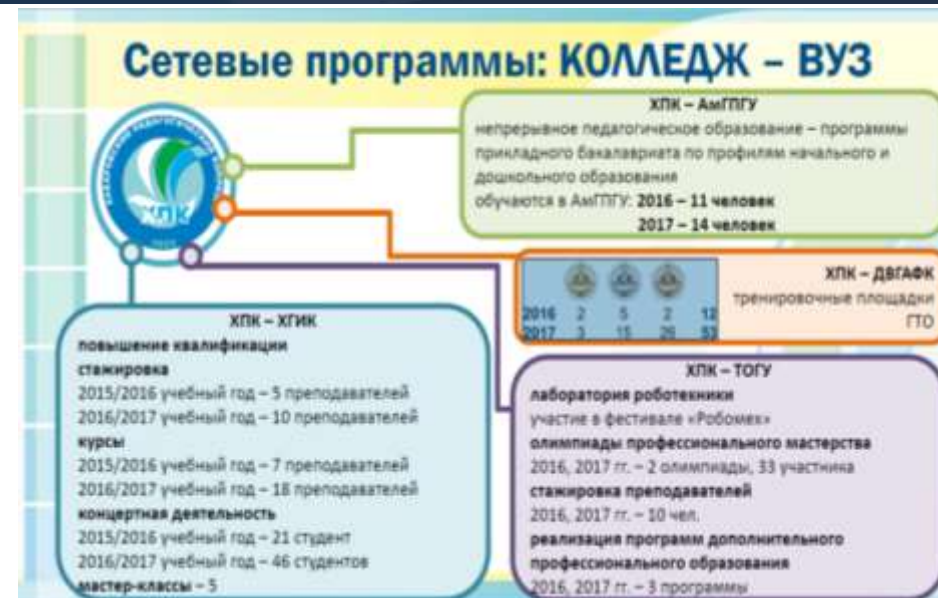 Сетевые программы: КОЛЛЕДЖ – ВУЗ
ХПК
ХПК – АмГПГУ
непрерывное педагогическое образование – программы
прикладного бакалавриата по профилям начального и
дошкольного образования
обучаются в АмГПГУ: 2016 – 11 человек
2017 – 14 человек
ХПК – ДВГАФК
тренировочные площадки
ГТО
2016 2 5 2 12
2017 3 15 26 53
ХПК – ХГИК
повышение квалификации
стажировка
2015/2016 учебный год – 5 преподавателей
2016/2017 учебный год – 10 преподавателей
курсы
2015/2016 учебный год – 7 преподавателей
2016/2017 учебный год – 18 преподавателей
концертная деятельность
2015/2016 учебный год – 21 студент
2016/2017 учебный год – 46 студентов
мастер-классы – 5
ХПК – ТОГУ
лаборатория роботехники
участие в фестивале «Робомех»
олимпиады профессионального мастерства
2016, 2017 гг. – 2 олимпиады, 33 участника
стажировка преподавателей
2016, 2017 гг. – 10 чел.
реализация программ дополнительного
профессионального образования
2016, 2017 гг. – 3 программы